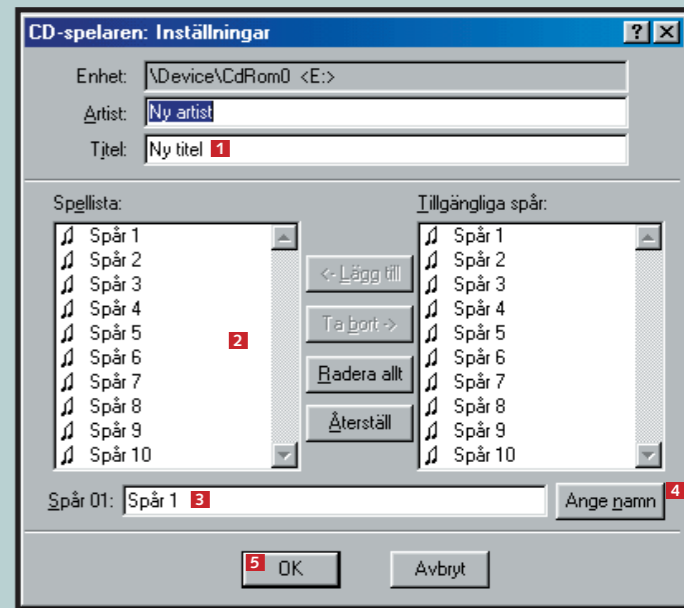 CD-spelaren: Inställningar
Enhet: \Device\CdRom0 <E:>
Artist: Ny artist
Titel: Ny titel 1
Spellista:
Spår 1
Spår 2
Spår 3
Spår 4
Spår 5
Spår 6
Spår 7
Spår 8
Spår 9
Spår 10
2
<- Lägg till
Ta bort ->
Radera allt
Återställ
Tillgängliga spår:
Spår 1
Spår 2
Spår 3
Spår 4
Spår 5
Spår 6
Spår 7
Spår 8
Spår 9
Spår 10
Spår 01: Spår 1 3
Ange namn 4
5 OK
Avbryt